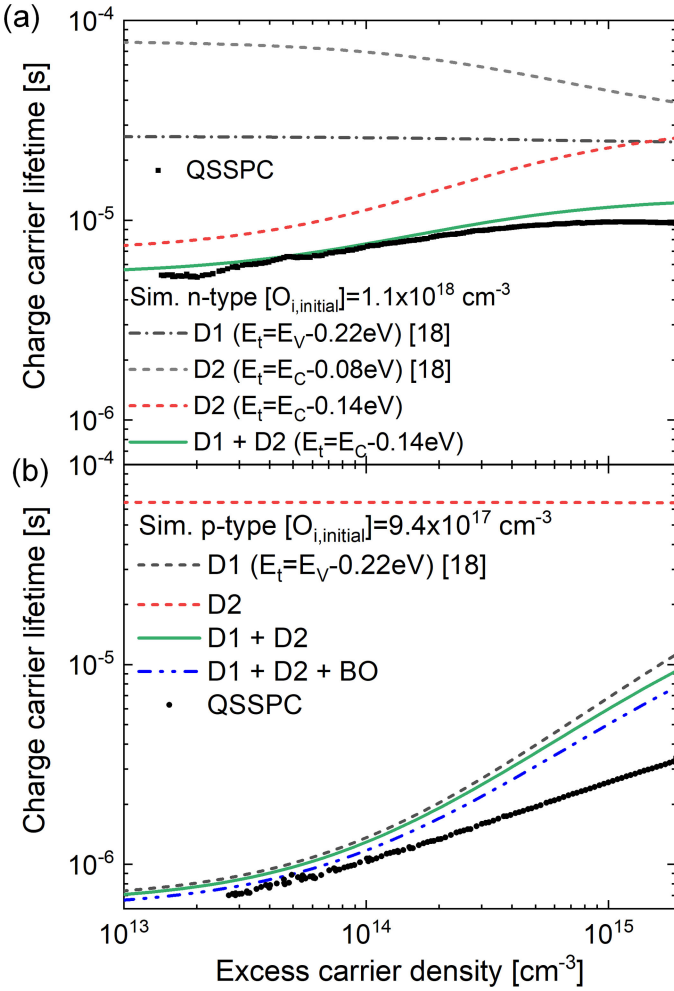 (a)
10⁻⁴
Charge carrier lifetime [s]
QSSPC
10⁻⁵
Sim. n-type [O_i,initial]=1.1x10¹⁸ cm⁻³
D1 (E_t=E_V-0.22eV) [18]
D2 (E_t=E_C-0.08eV) [18]
D2 (E_t=E_C-0.14eV)
D1 + D2 (E_t=E_C-0.14eV)
10⁻⁶
(b)
10⁻⁴
Charge carrier lifetime [s]
Sim. p-type [O_i,initial]=9.4x10¹⁷ cm⁻³
D1 (E_t=E_V-0.22eV) [18]
D2
D1 + D2
10⁻⁵
D1 + D2 + BO
QSSPC
10⁻⁶
10¹³ 10¹⁴ 10¹⁵
Excess carrier density [cm⁻³]